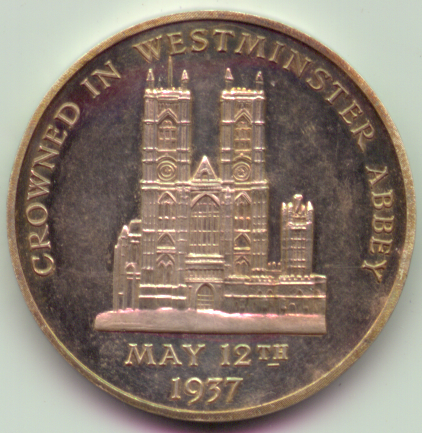 CROWNED IN WESTMINSTER ABBEY
MAY 12TH
1937